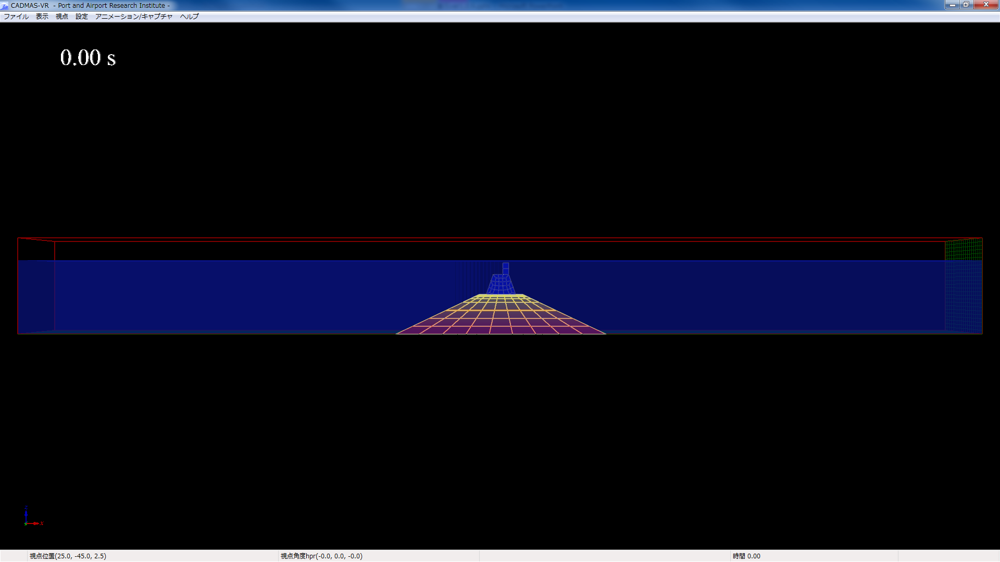 CADMAS-VR - Port and Airport Research Institute -
ファイル 表示 視点 設定 アニメーション/キャプチャ ヘルプ
0.00 s
z
x
視点位置(25.0, -45.0, 2.5) 視点角度hpr(-0.0, 0.0, -0.0) 時間 0.00